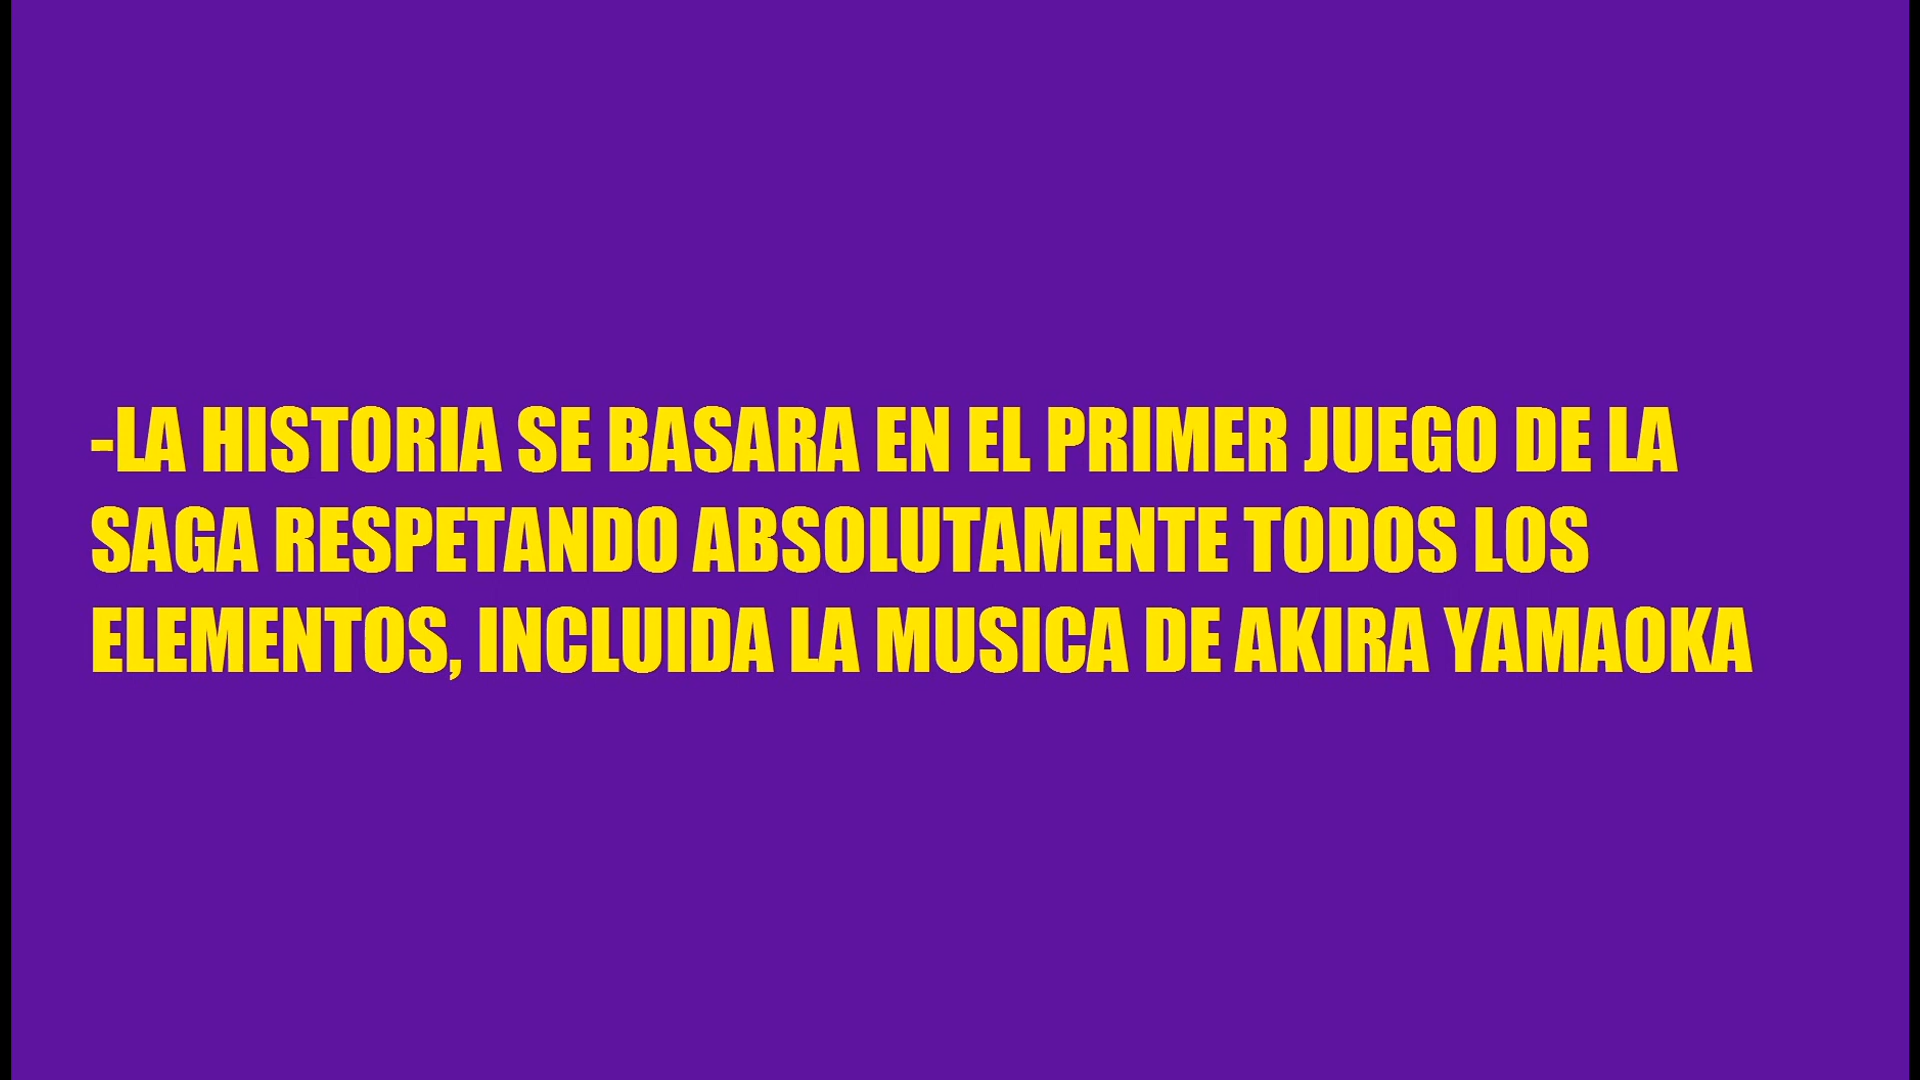 -LA HISTORIA SE BASARA EN EL PRIMER JUEGO DE LA
SAGA RESPETANDO ABSOLUTAMENTE TODOS LOS
ELEMENTOS, INCLUIDA LA MUSICA DE AKIRA YAMAOKA